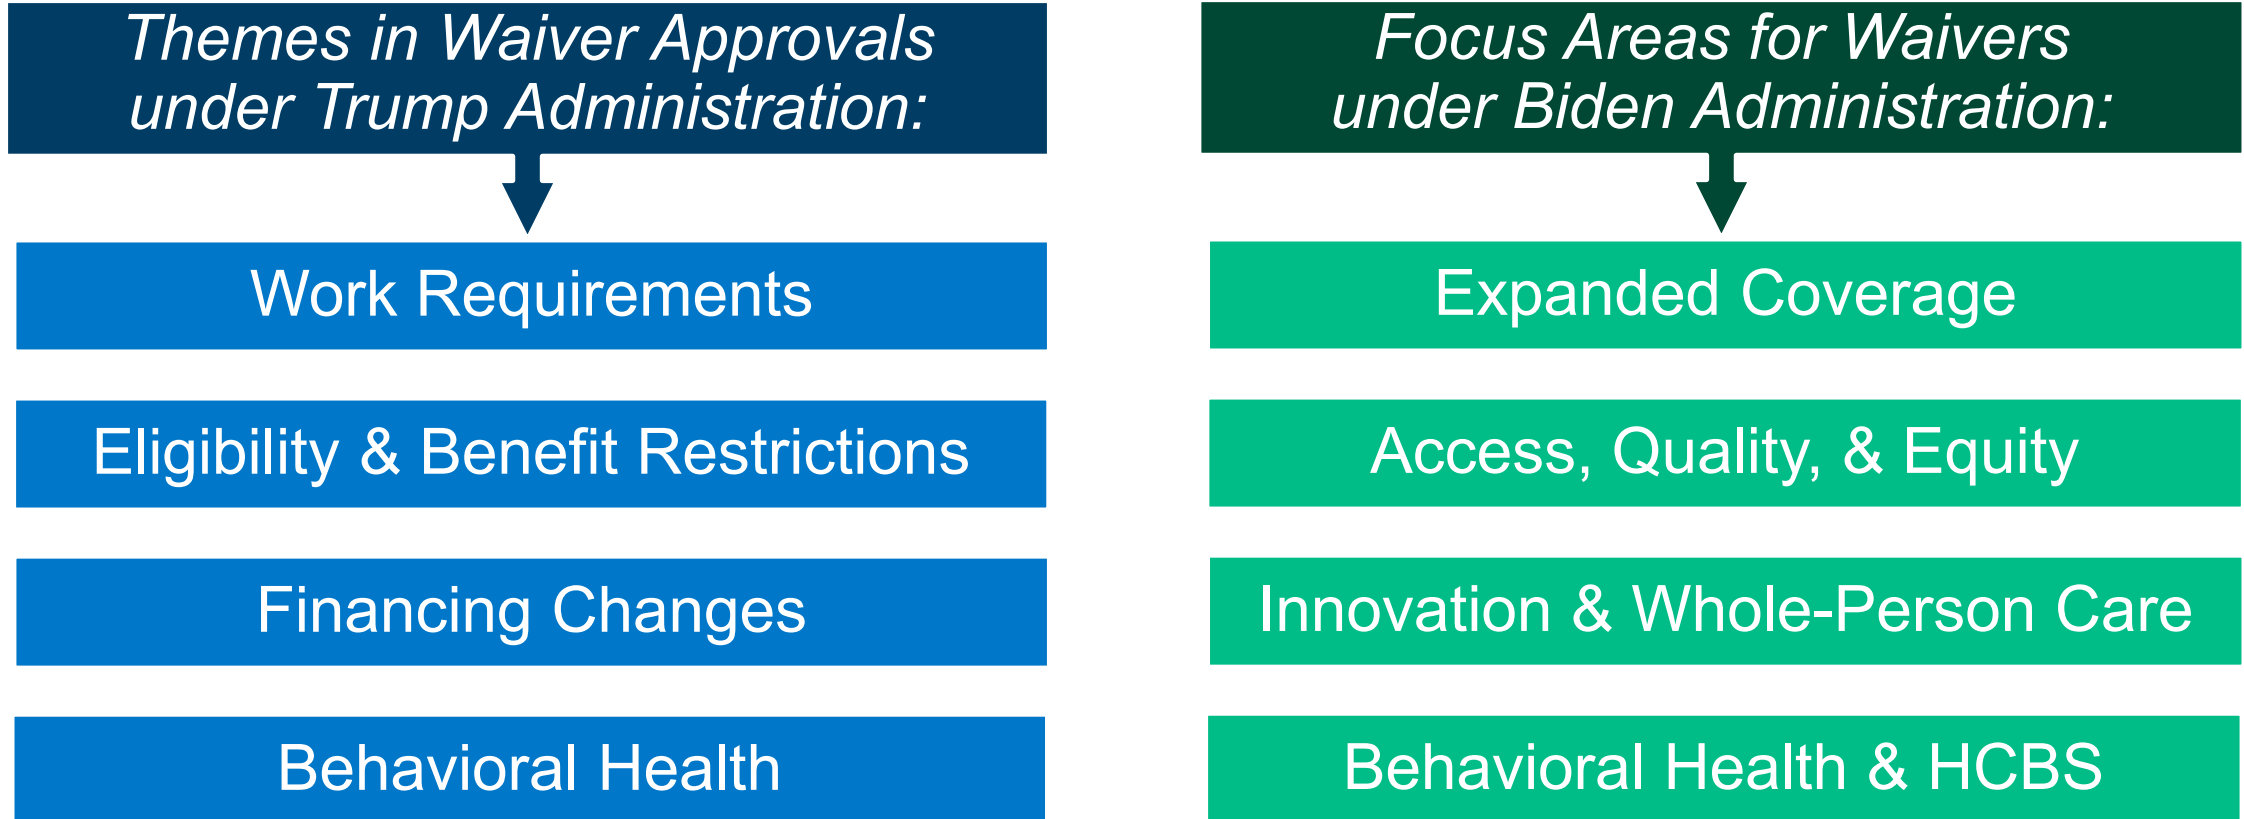 Themes in Waiver Approvals
under Trump Administration:
Work Requirements
Eligibility & Benefit Restrictions
Financing Changes
Behavioral Health
Focus Areas for Waivers
under Biden Administration:
Expanded Coverage
Access, Quality, & Equity
Innovation & Whole-Person Care
Behavioral Health & HCBS